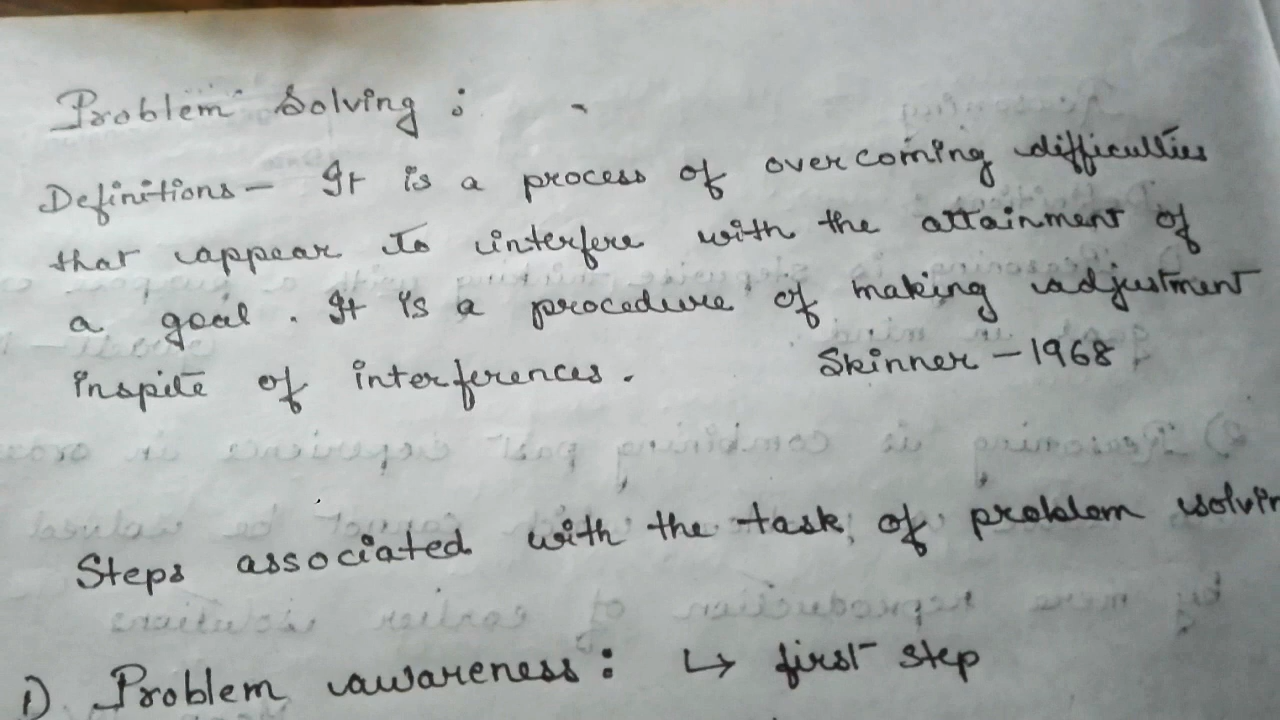 Problem Solving :
Definitions - It is a process of overcoming difficulties
that appear to interfere with the attainment of
a goal. It is a procedure of making adjustment
inspite of interferences. Skinner - 1968
Steps associated with the task of problem solvin
1) Problem awareness : ↳ first step